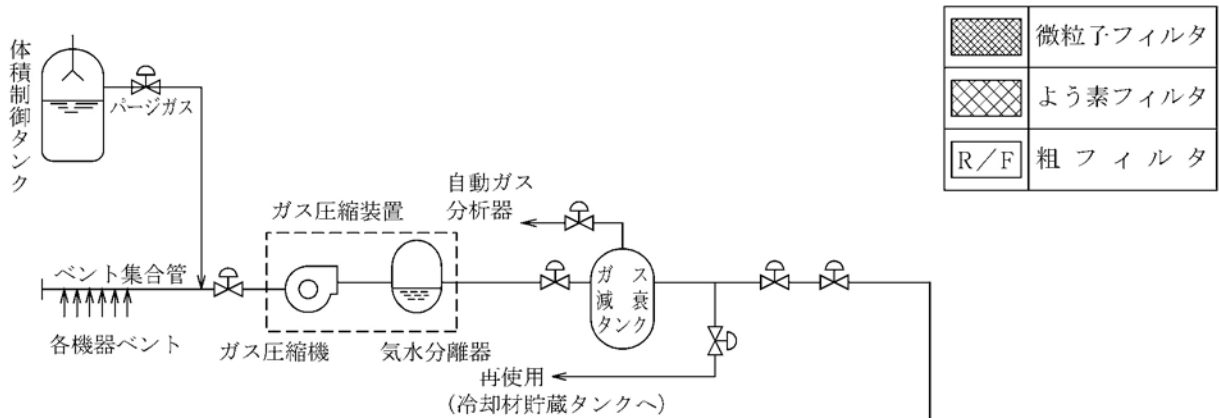 体積制御タンク
パージガス
ベント集合管
各機器ベント
ガス圧縮装置
ガス圧縮機
気水分離器
自動ガス
分析器
ガス
減衰
タンク
再使用
(冷却材貯蔵タンクへ)
微粒子フィルタ
よう素フィルタ
R/F 粗フィルタ